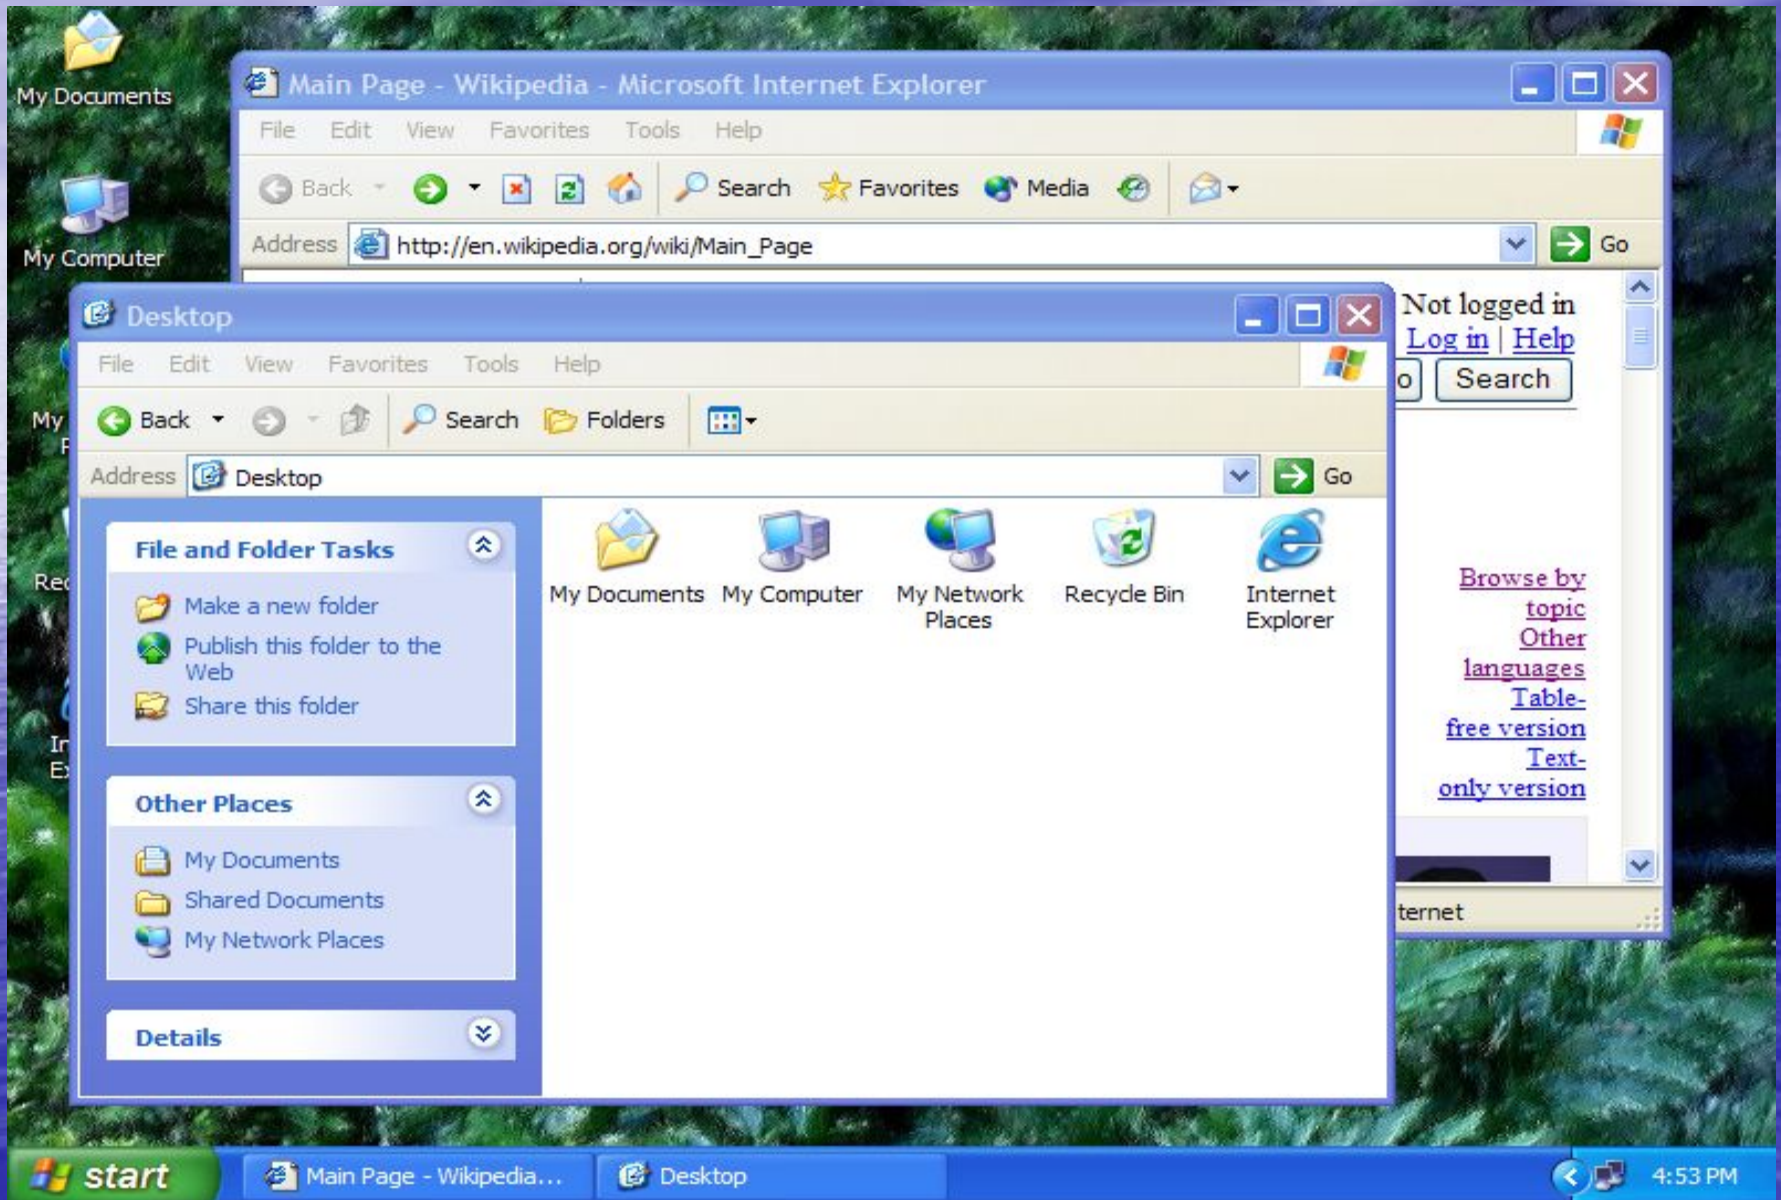 My Documents
My Computer
My
Main Page - Wikipedia - Microsoft Internet Explorer
File Edit View Favorites Tools Help
Back Search Favorites Media
Address http://en.wikipedia.org/wiki/Main_Page Go
Not logged in
Log in | Help
Search
Browse by
topic
Other
languages
Table-
free version
Text-
only version
ternet
Desktop
File Edit View Favorites Tools Help
Back Search Folders
Address Desktop Go
File and Folder Tasks
Make a new folder
Publish this folder to the
Web
Share this folder
Other Places
My Documents
Shared Documents
My Network Places
Details
My Documents
My Computer
My Network
Places
Recycle Bin
Internet
Explorer
start Main Page - Wikipedia... Desktop 4:53 PM